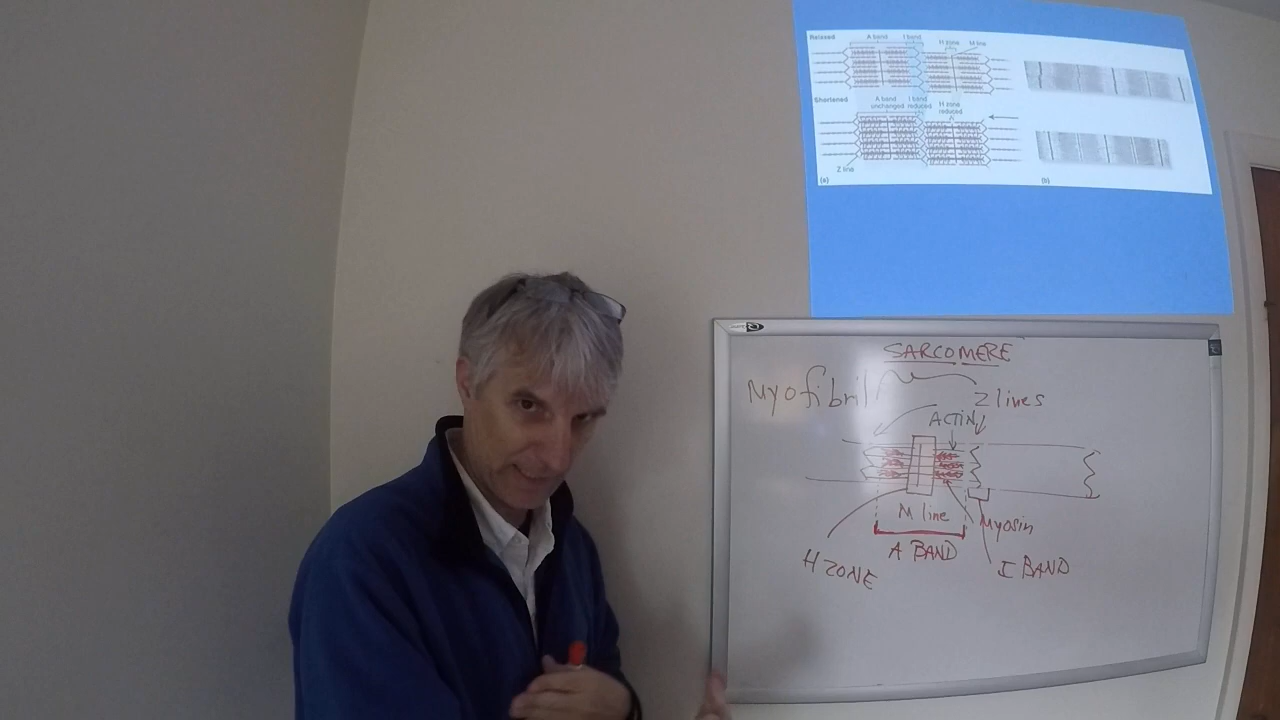 Relaxed
A band
I band
H zone
M line
Shortened
A band
unchanged
I band
reduced
H zone
reduced
Z line
(a)
(b)
SARCOMERE
Myofibril
Z lines
ACTIN
M line
Myosin
A BAND
H ZONE
I BAND